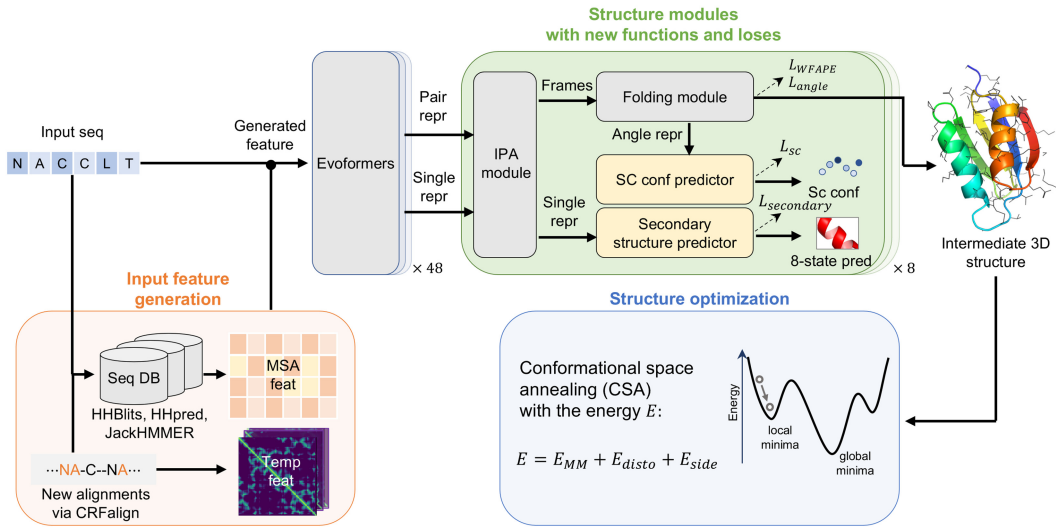 Structure modules
with new functions and loses
Input seq
N A C C L T
Generated
feature
Evoformers
× 48
Pair
repr
Single
repr
IPA
module
Frames
Folding module
L_WFAPE
L_angle
Angle repr
SC conf predictor
L_sc
Sc conf
Single
repr
Secondary
structure predictor
L_secondary
8-state pred
× 8
Intermediate 3D
structure
Input feature
generation
Seq DB
HHBlits, HHpred,
JackHMMER
MSA
feat
···NA-C--NA···
New alignments
via CRFalign
Temp
feat
Structure optimization
Conformational space
annealing (CSA)
with the energy E:
E = E_MM + E_disto + E_side
Energy
local
minima
global
minima